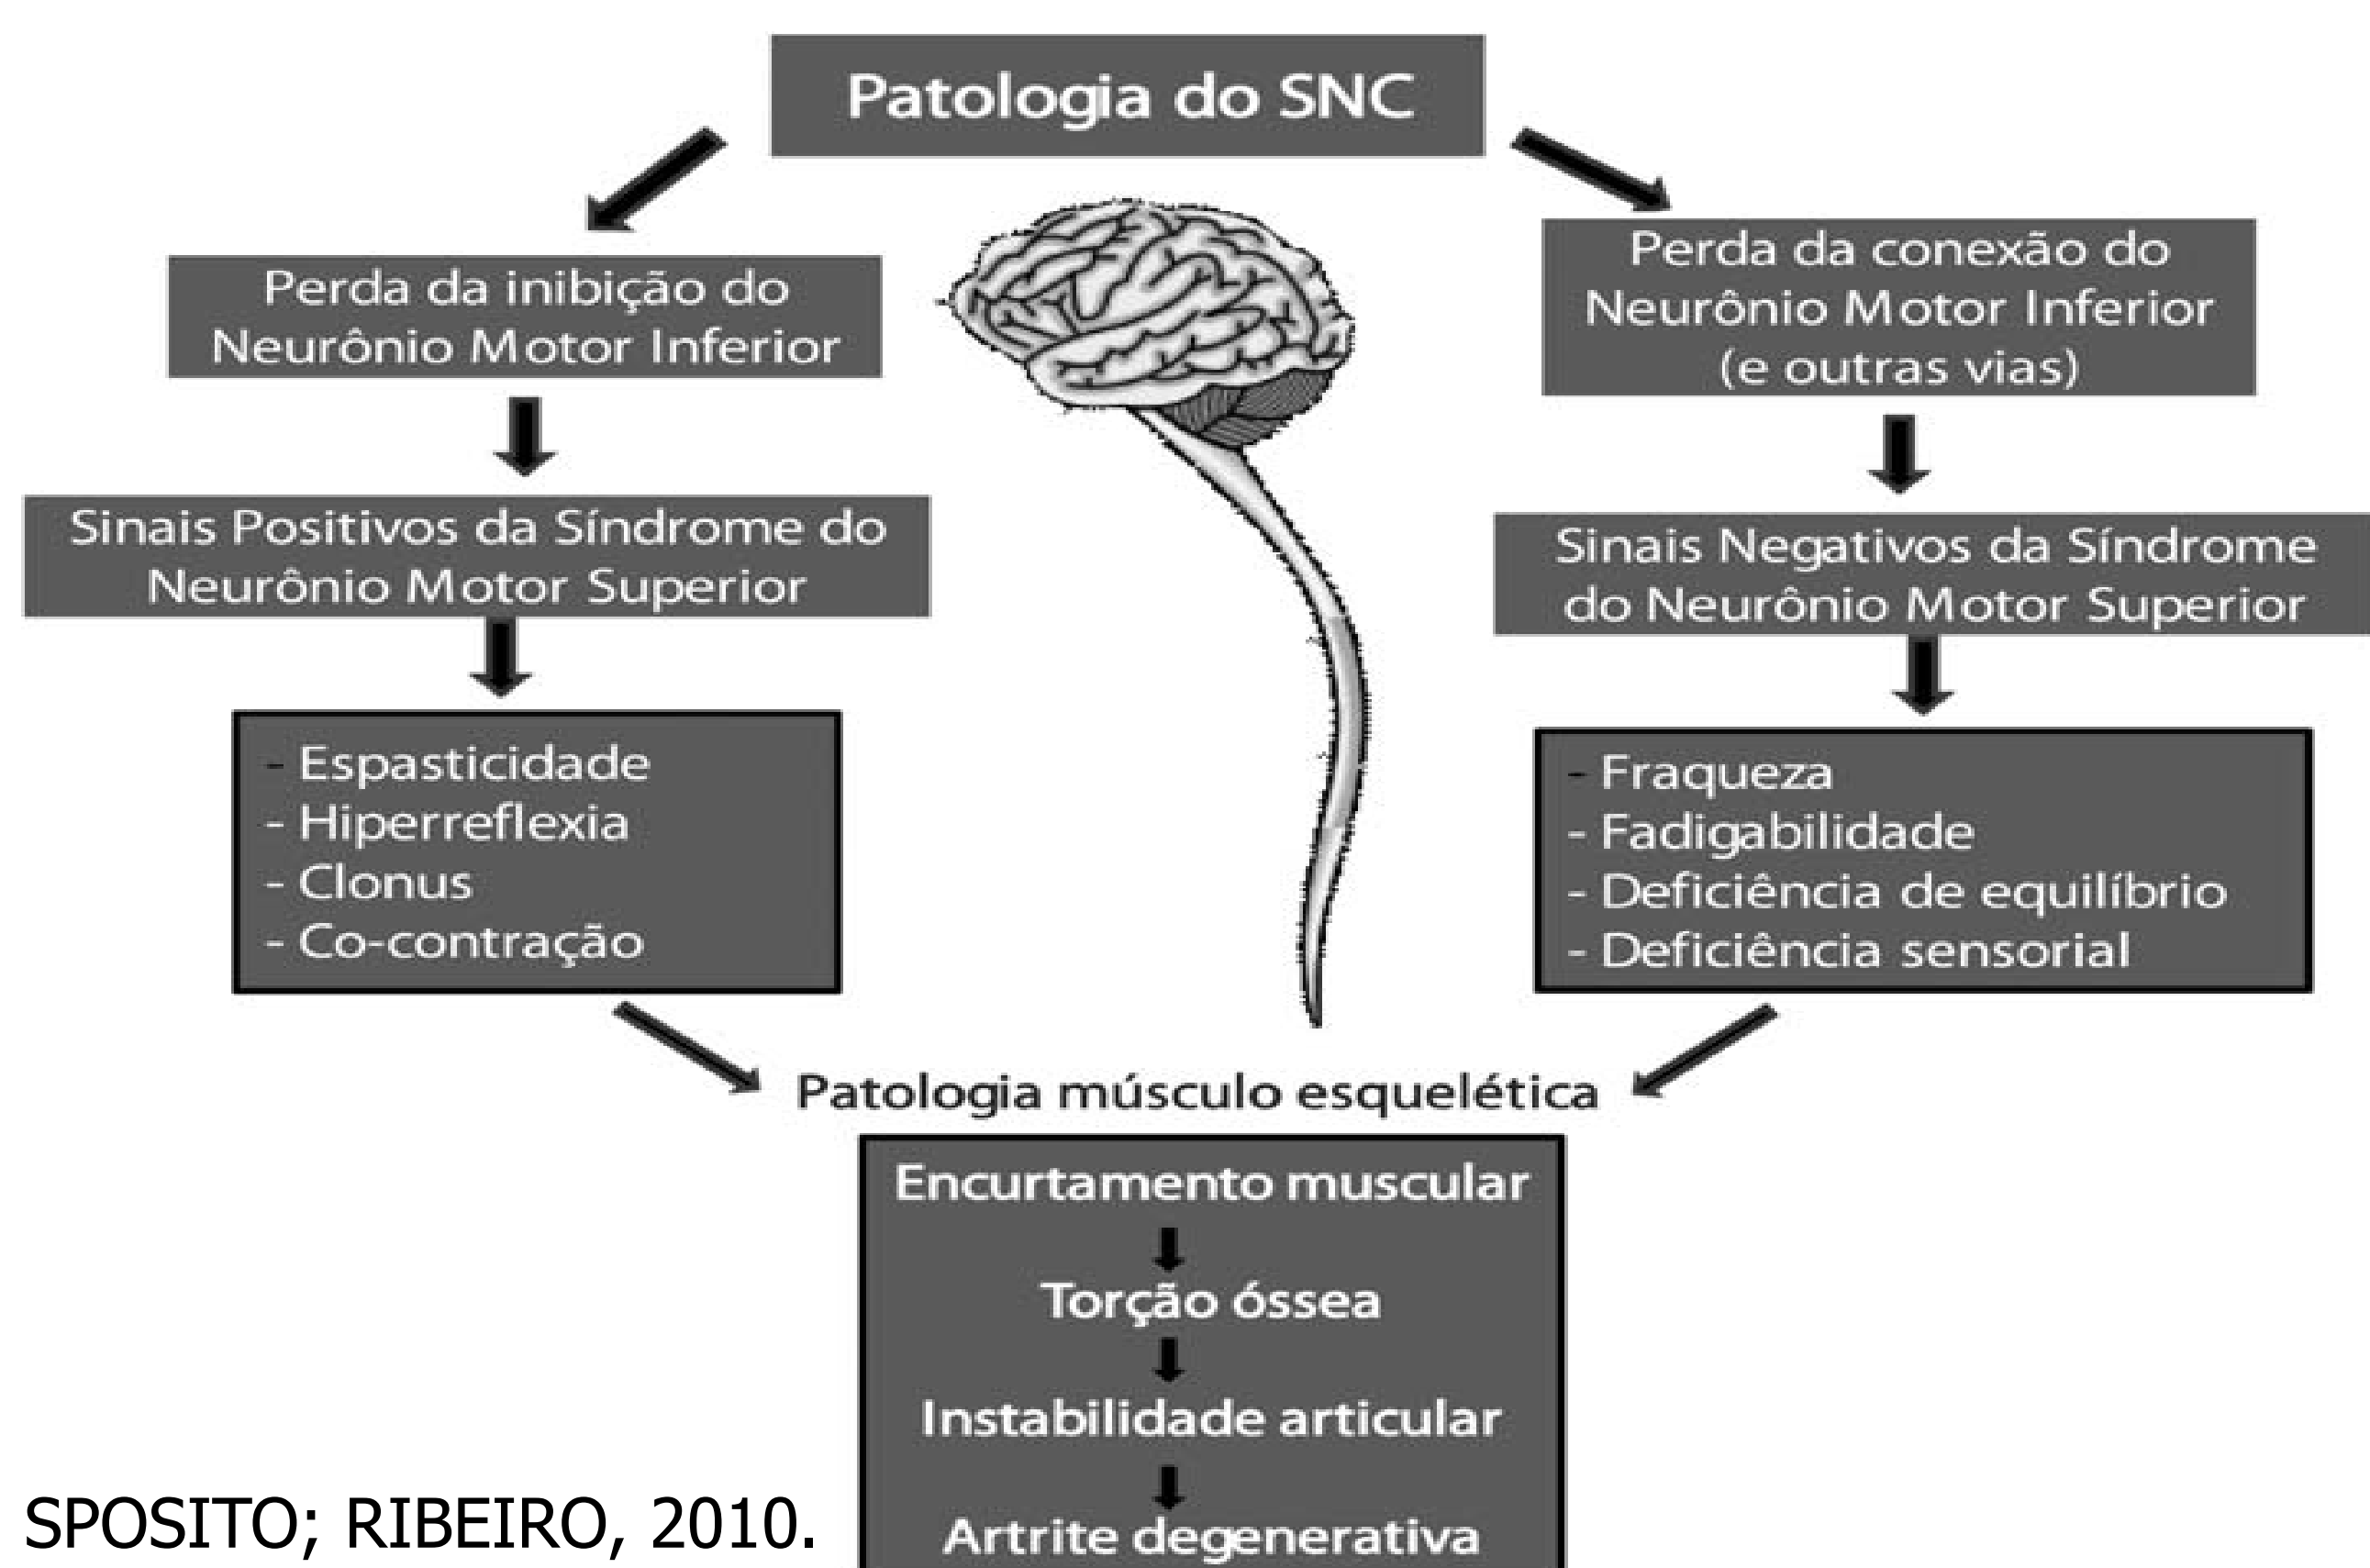 Patologia do SNC
Perda da inibição do
Neurônio Motor Inferior
Sinais Positivos da Síndrome do
Neurônio Motor Superior
- Espasticidade
- Hiperreflexia
- Clonus
- Co-contração
Perda da conexão do
Neurônio Motor Inferior
(e outras vias)
Sinais Negativos da Síndrome
do Neurônio Motor Superior
- Fraqueza
- Fadigabilidade
- Deficiência de equilíbrio
- Deficiência sensorial
Patologia músculo esquelética
Encurtamento muscular
Torção óssea
Instabilidade articular
Artrite degenerativa
SPOSITO; RIBEIRO, 2010.